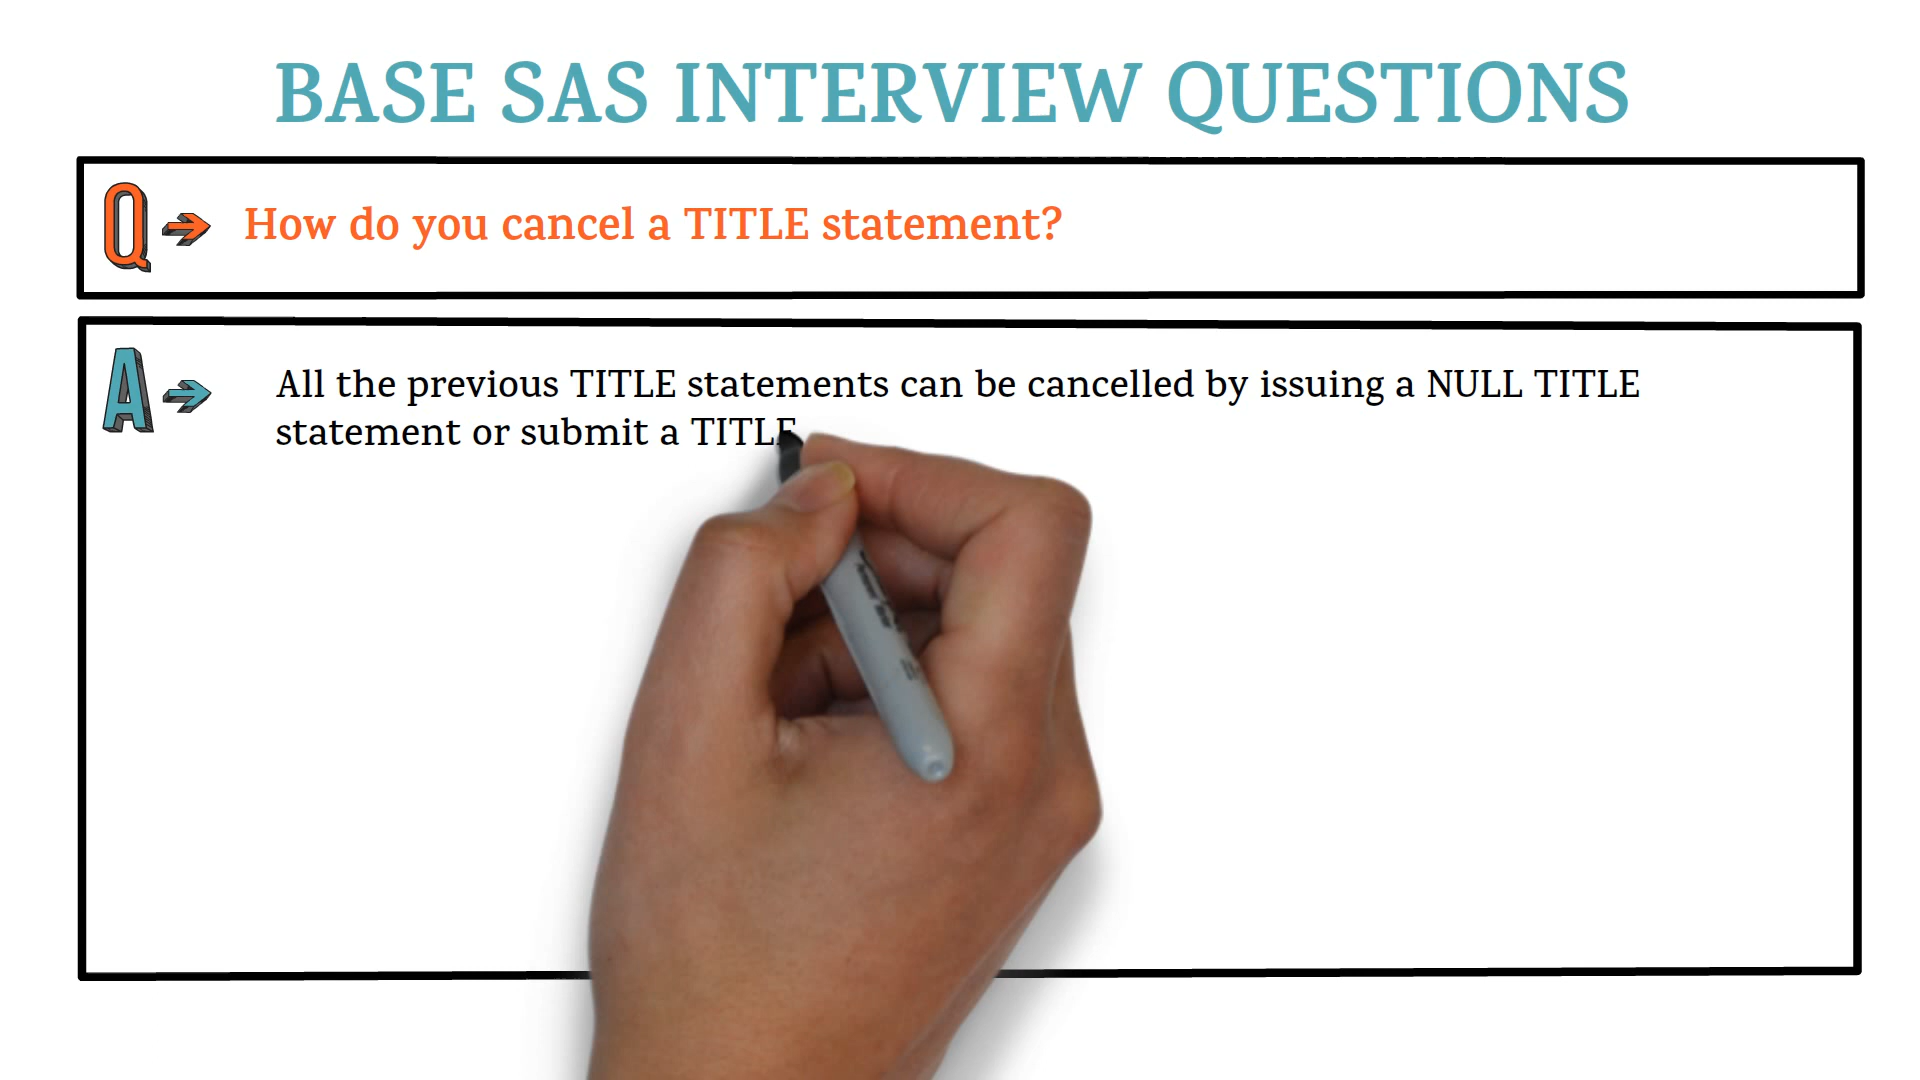 BASE SAS INTERVIEW QUESTIONS
Q
How do you cancel a TITLE statement?
A
All the previous TITLE statements can be cancelled by issuing a NULL TITLE
statement or submit a TITLE